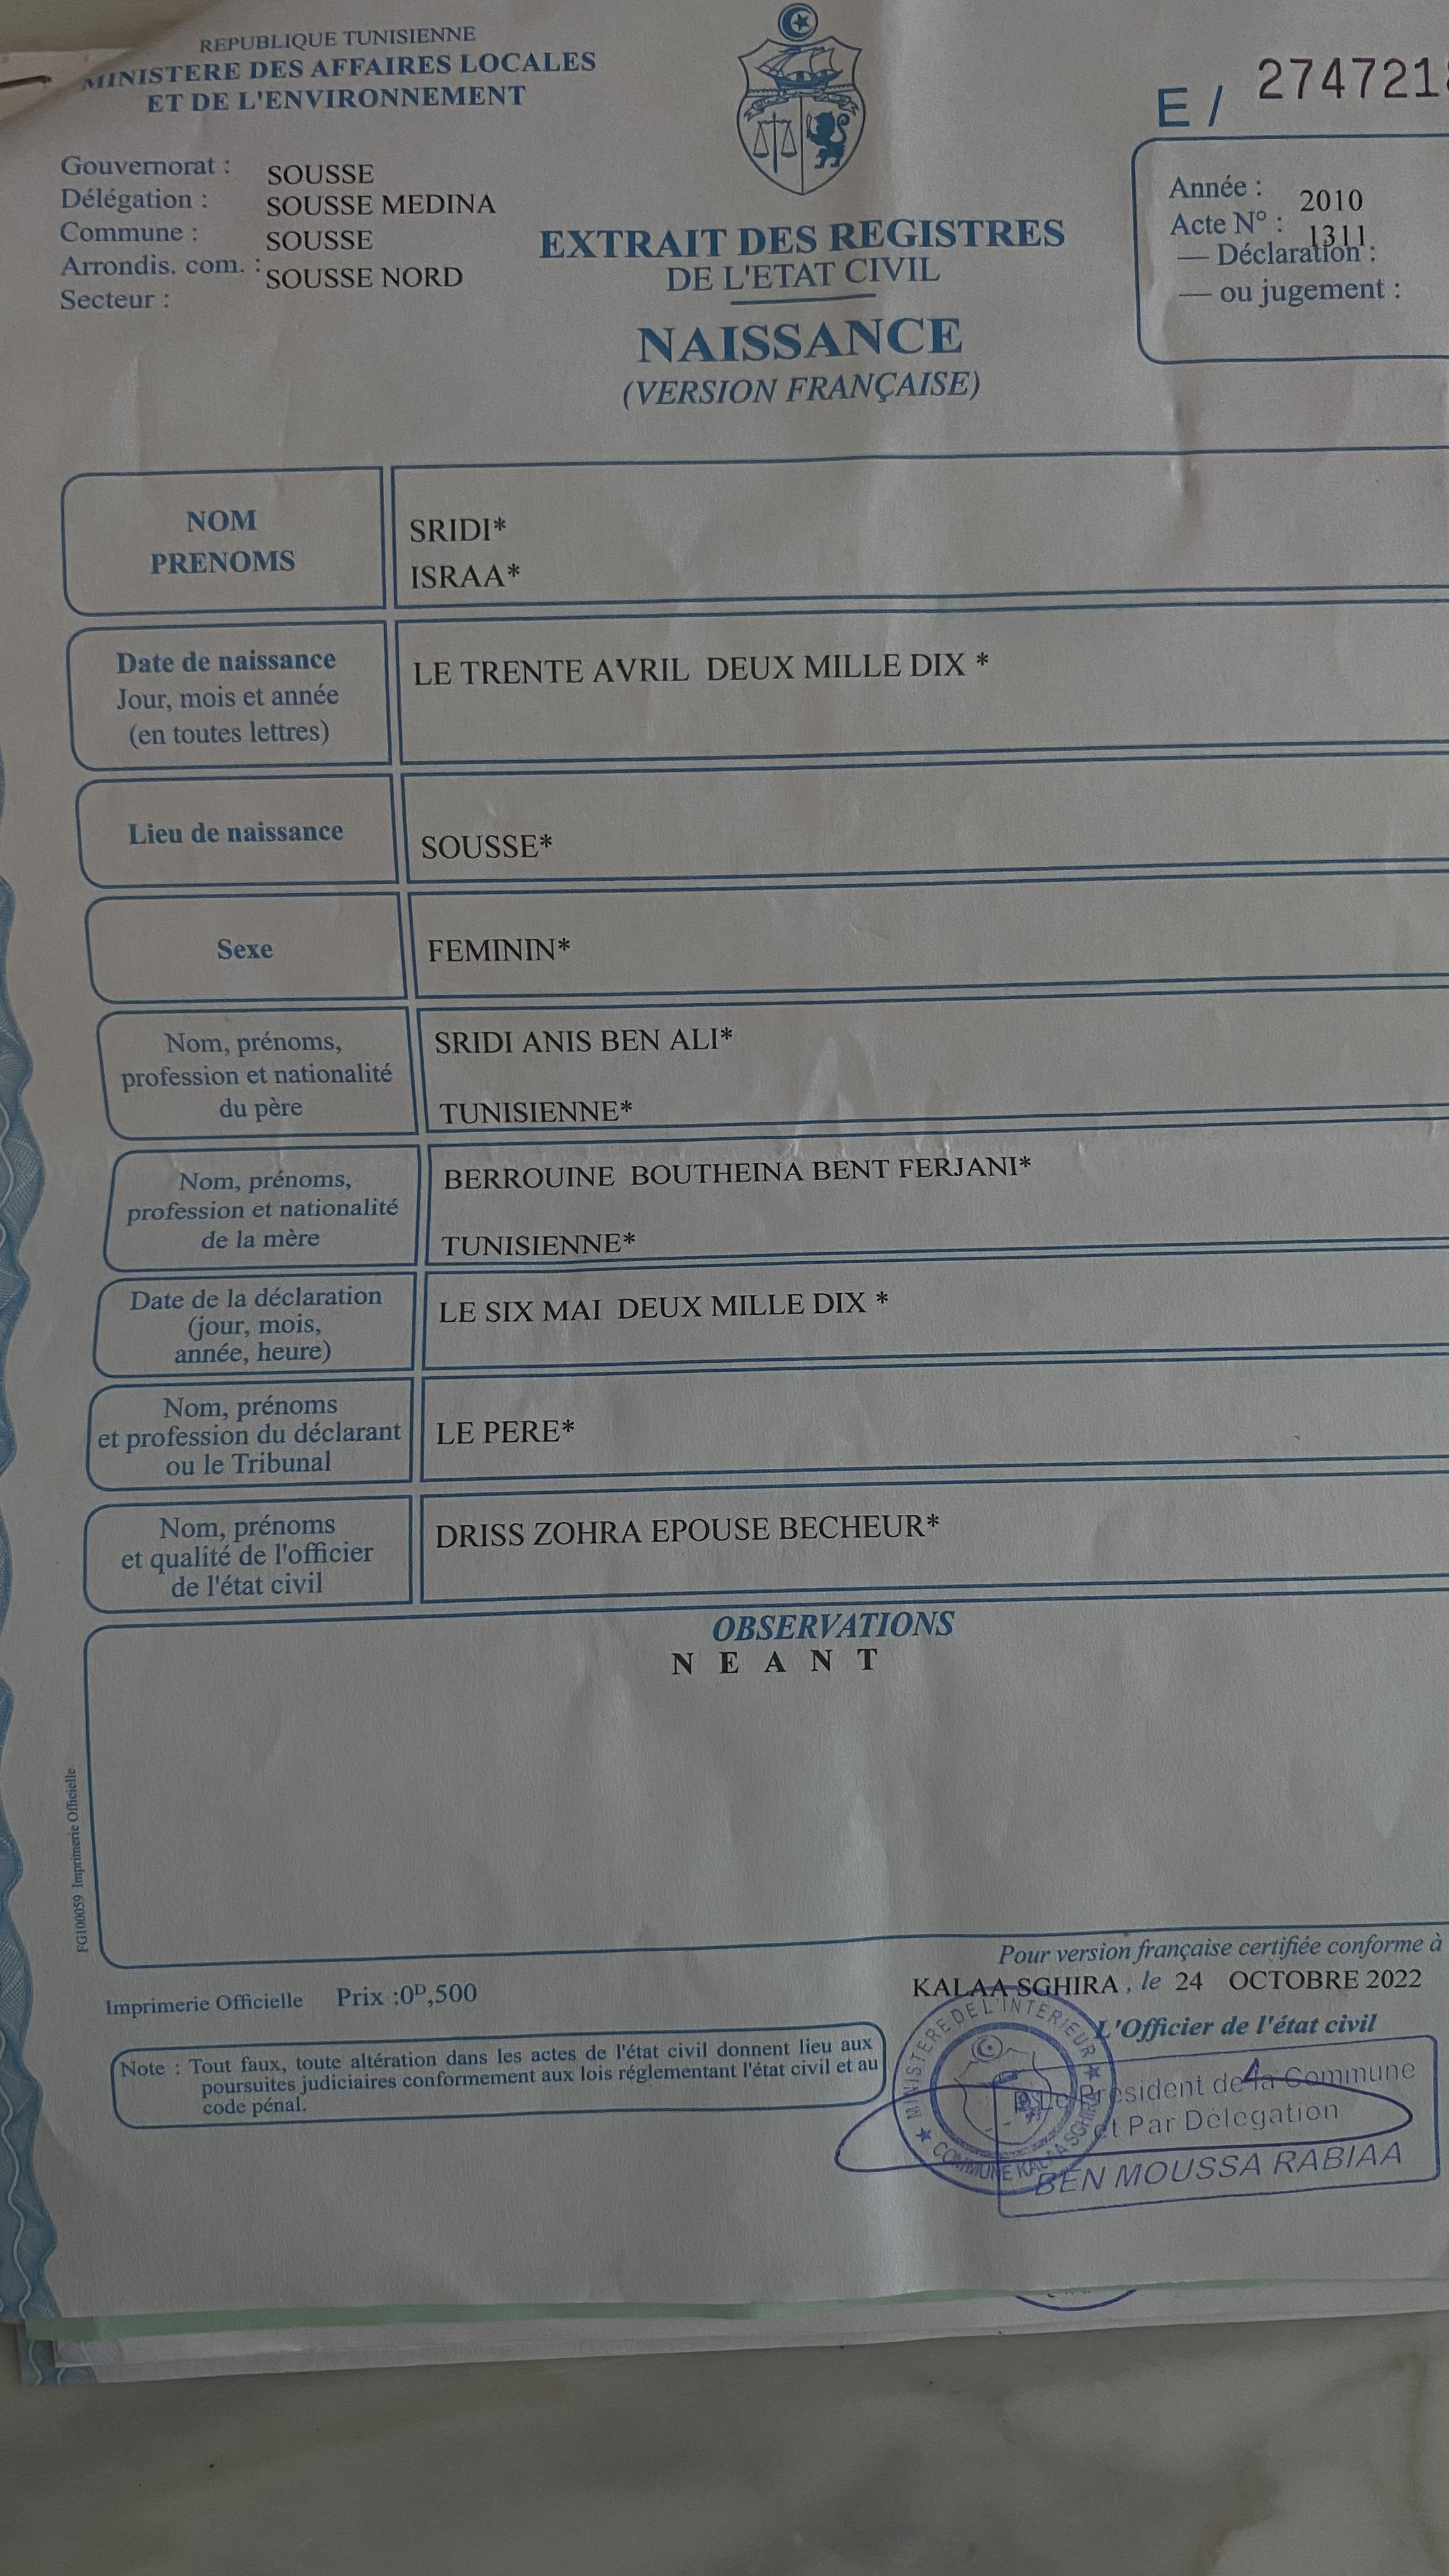 REPUBLIQUE TUNISIENNE
MINISTERE DES AFFAIRES LOCALES
ET DE L'ENVIRONNEMENT
E / 274721
Gouvernorat : SOUSSE
Délégation : SOUSSE MEDINA
Commune : SOUSSE
Arrondis. com. : SOUSSE NORD
Secteur :
Année : 2010
Acte N° : 1311
— Déclaration :
— ou jugement :
EXTRAIT DES REGISTRES
DE L'ETAT CIVIL
NAISSANCE
(VERSION FRANÇAISE)
NOM
PRENOMS
SRIDI*
ISRAA*
Date de naissance
Jour, mois et année
(en toutes lettres)
LE TRENTE AVRIL DEUX MILLE DIX *
Lieu de naissance
SOUSSE*
Sexe
FEMININ*
Nom, prénoms,
profession et nationalité
du père
SRIDI ANIS BEN ALI*
TUNISIENNE*
Nom, prénoms,
profession et nationalité
de la mère
BERROUINE BOUTHEINA BENT FERJANI*
TUNISIENNE*
Date de la déclaration
(jour, mois,
année, heure)
LE SIX MAI DEUX MILLE DIX *
Nom, prénoms
et profession du déclarant
ou le Tribunal
LE PERE*
Nom, prénoms
et qualité de l'officier
de l'état civil
DRISS ZOHRA EPOUSE BECHEUR*
OBSERVATIONS
N E A N T
FG100059 Imprimerie Officielle
Pour version française certifiée conforme à
KALAA SGHIRA , le 24 OCTOBRE 2022
L'Officier de l'état civil
Imprimerie Officielle Prix :0D,500
Note : Tout faux, toute altération dans les actes de l'état civil donnent lieu aux
poursuites judiciaires conformement aux lois réglementant l'état civil et au
code pénal.
MINISTERE DE L'INTERIEUR
COMMUNE KALAA SGHIRA
Président de la Commune
et Par Délégation
BEN MOUSSA RABIAA